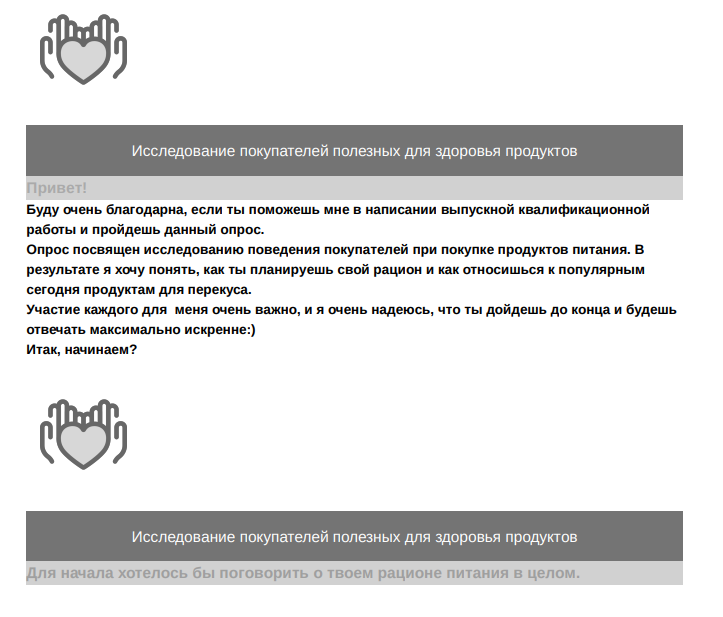 Исследование покупателей полезных для здоровья продуктов
Привет!
Буду очень благодарна, если ты поможешь мне в написании выпускной квалификационной
работы и пройдешь данный опрос.
Опрос посвящен исследованию поведения покупателей при покупке продуктов питания. В
результате я хочу понять, как ты планируешь свой рацион и как относишься к популярным
сегодня продуктам для перекуса.
Участие каждого для  меня очень важно, и я очень надеюсь, что ты дойдешь до конца и будешь
отвечать максимально искренне:)
Итак, начинаем?
Исследование покупателей полезных для здоровья продуктов
Для начала хотелось бы поговорить о твоем рационе питания в целом.